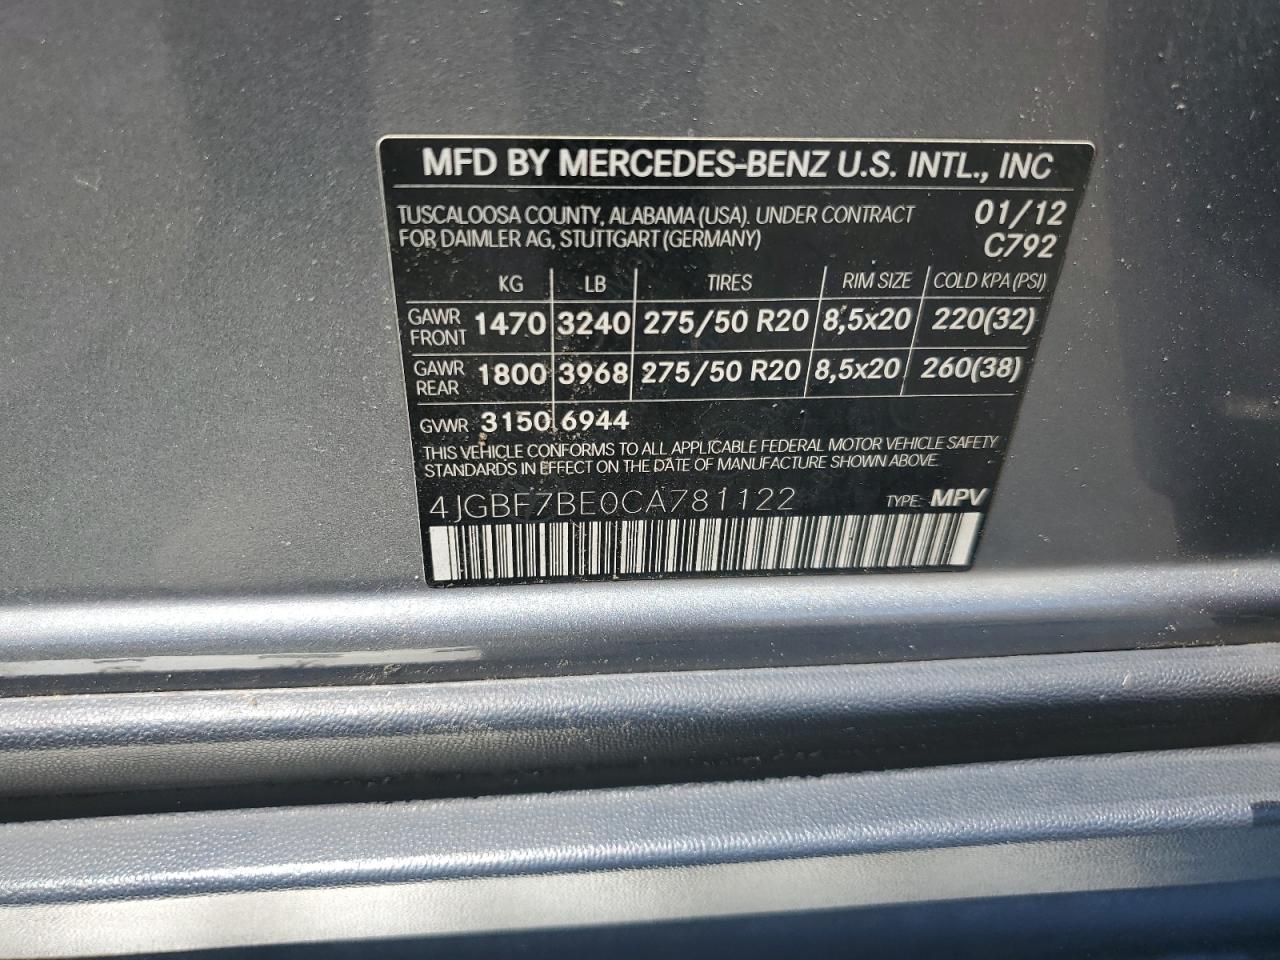 MFD BY MERCEDES-BENZ U.S. INTL., INC
TUSCALOOSA COUNTY, ALABAMA (USA). UNDER CONTRACT 01/12
FOR DAIMLER AG, STUTTGART (GERMANY) C792
KG LB TIRES RIM SIZE COLD KPA (PSI)
GAWR FRONT 1470 3240 275/50 R20 8,5x20 220(32)
GAWR REAR 1800 3968 275/50 R20 8,5x20 260(38)
GVWR 3150 6944
THIS VEHICLE CONFORMS TO ALL APPLICABLE FEDERAL MOTOR VEHICLE SAFETY
STANDARDS IN EFFECT ON THE DATE OF MANUFACTURE SHOWN ABOVE.
4JGBF7BE0CA781122 TYPE: MPV